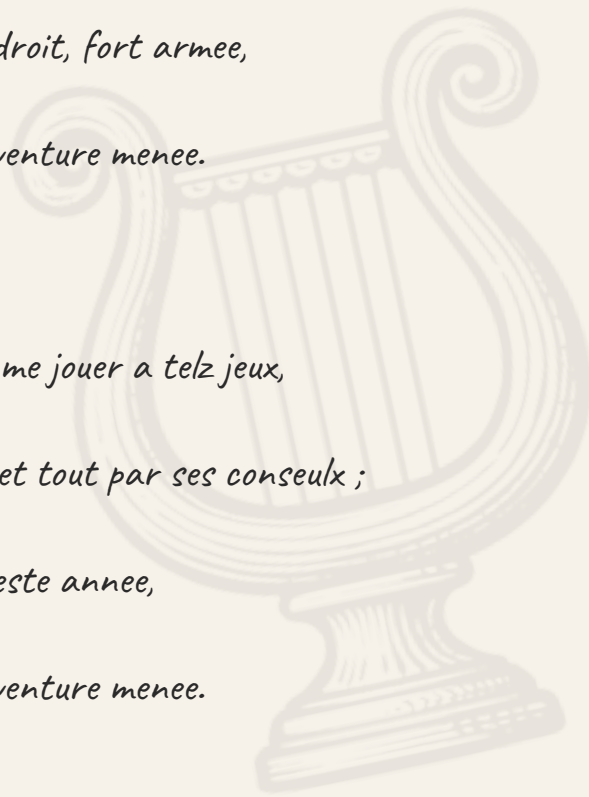 droit, fort armee,
venture menee.
me jouer a telz jeux,
et tout par ses conseulx ;
este annee,
venture menee.